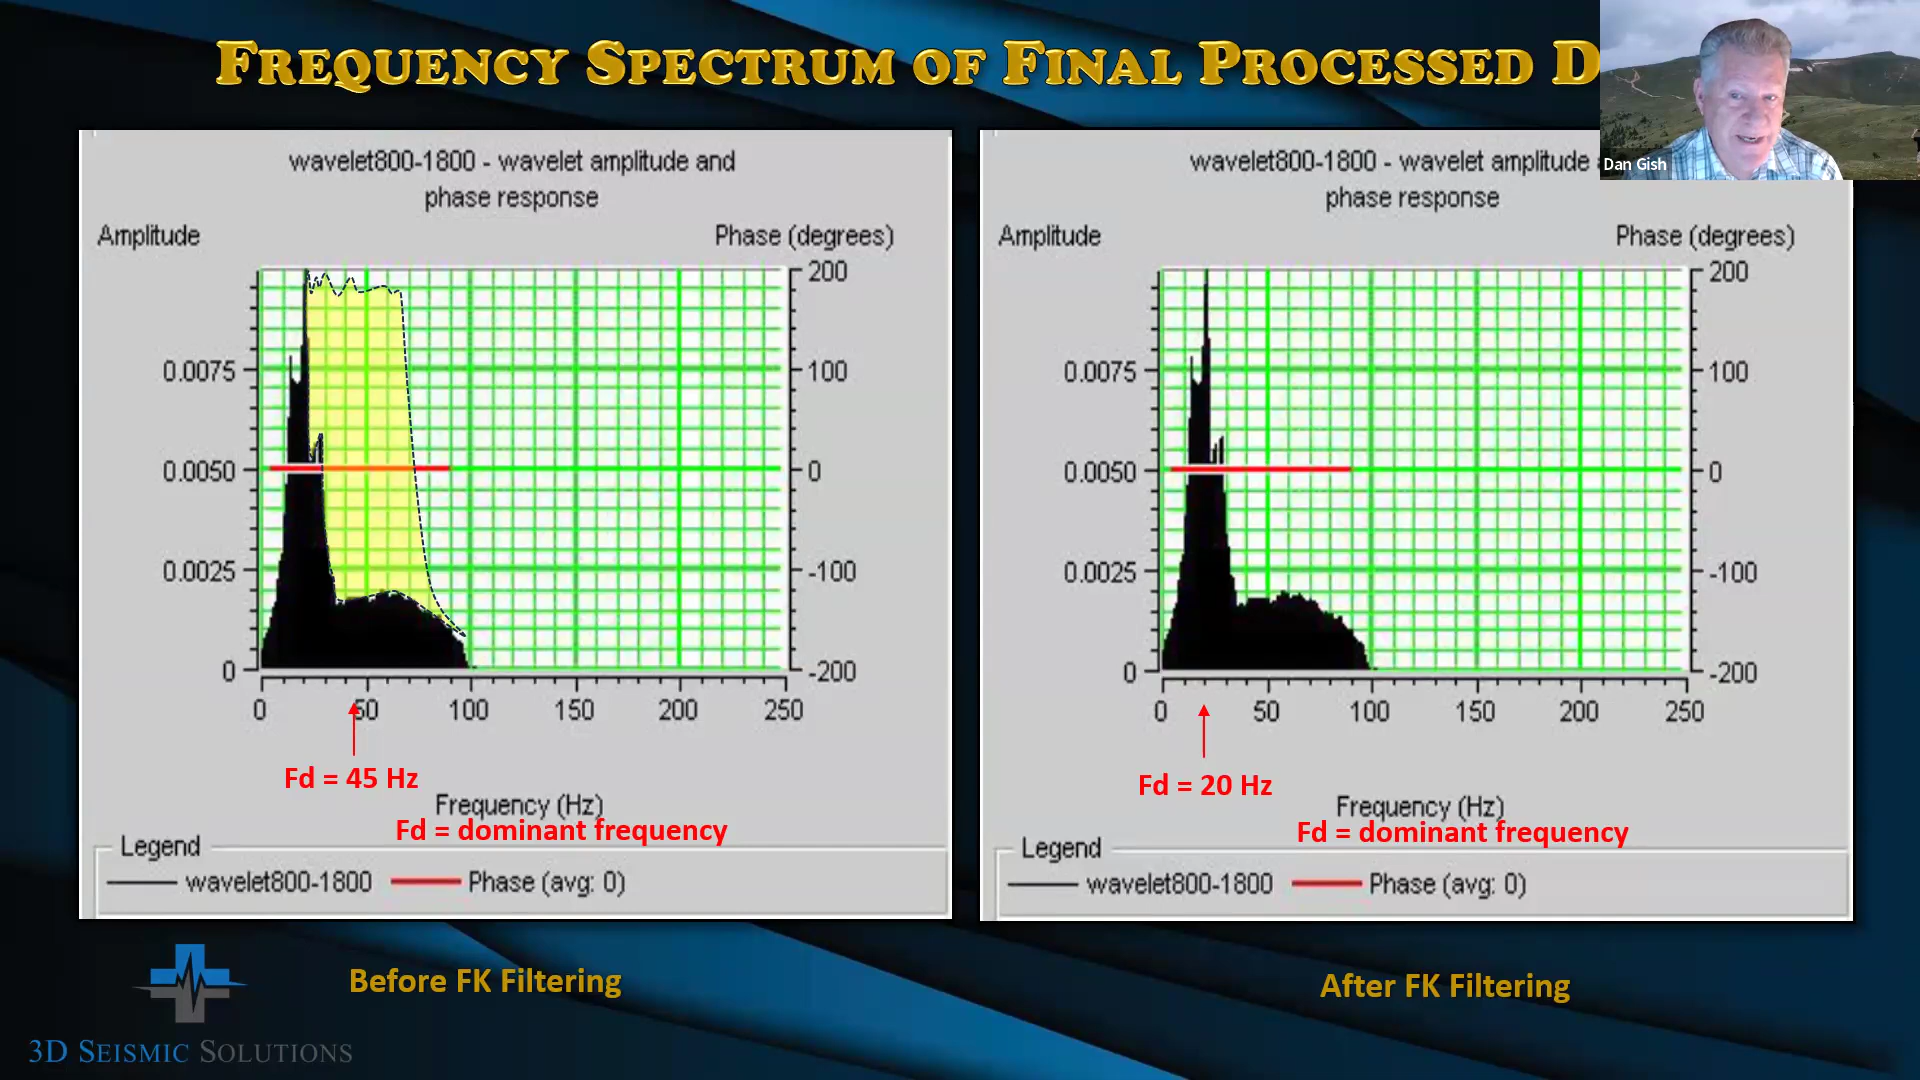 FREQUENCY SPECTRUM OF FINAL PROCESSED D
Dan Gish
wavelet800-1800 - wavelet amplitude and
phase response
Amplitude
Phase (degrees)
200
0.0075
100
0.0050
0
0.0025
-100
0
-200
0
50
100
150
200
250
Fd = 45 Hz
Frequency (Hz)
Fd = dominant frequency
Legend
wavelet800-1800
Phase (avg: 0)
wavelet800-1800 - wavelet amplitude
phase response
Amplitude
Phase (degrees)
200
0.0075
100
0.0050
0
0.0025
-100
0
-200
0
50
100
150
200
250
Fd = 20 Hz
Frequency (Hz)
Fd = dominant frequency
Legend
wavelet800-1800
Phase (avg: 0)
Before FK Filtering
After FK Filtering
3D SEISMIC SOLUTIONS